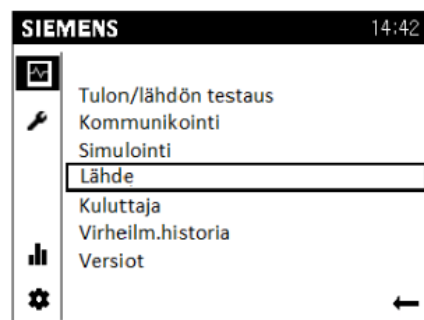 SIEMENS 14:42
Tulon/lähdön testaus
Kommunikointi
Simulointi
Lähde
Kuluttaja
Virheilm.historia
Versiot